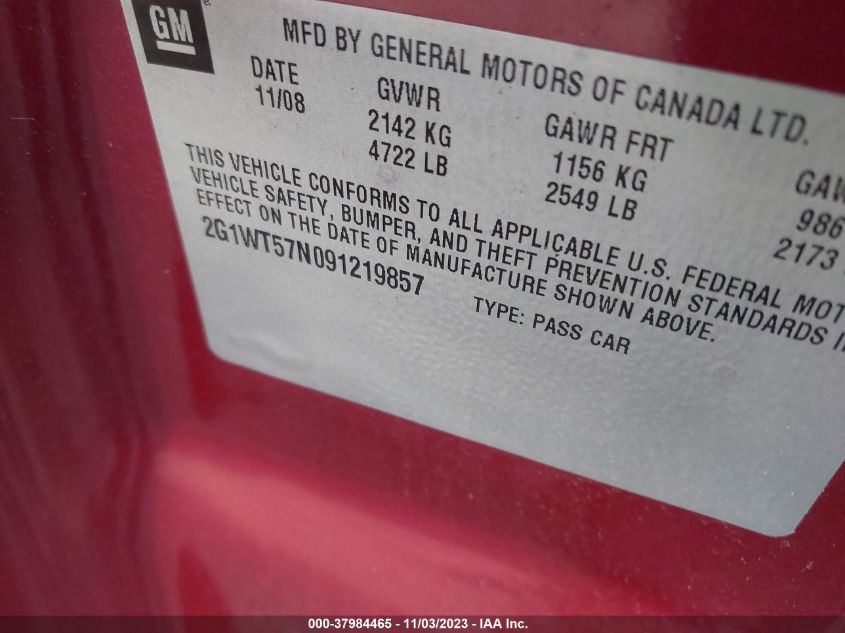 GM
MFD BY GENERAL MOTORS OF CANADA LTD.
DATE GVWR GAWR FRT
11/08 2142 KG 1156 KG 986
4722 LB 2549 LB 2173
THIS VEHICLE CONFORMS TO ALL APPLICABLE U.S. FEDERAL
VEHICLE SAFETY, BUMPER, AND THEFT PREVENTION STANDARDS
EFFECT ON THE DATE OF MANUFACTURE SHOWN ABOVE.
2G1WT57N091219857 TYPE: PASS CAR
000-37984465 - 11/03/2023 - IAA Inc.